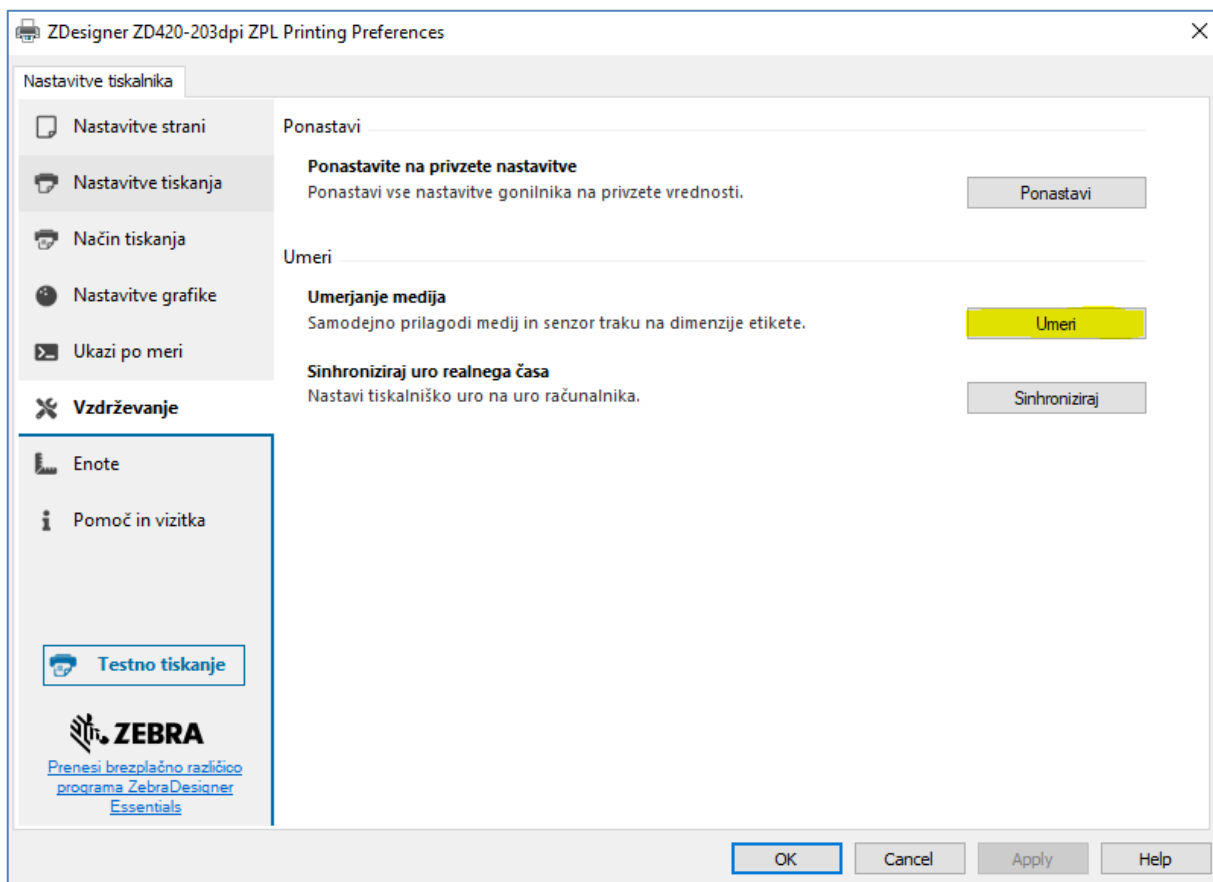 ZDesigner ZD420-203dpi ZPL Printing Preferences
Nastavitve tiskalnika
Nastavitve strani
Nastavitve tiskanja
Način tiskanja
Nastavitve grafike
Ukazi po meri
Vzdrževanje
Enote
Pomoč in vizitka
Testno tiskanje
ZEBRA
Prenesi brezplačno različico
programa ZebraDesigner
Essentials
Ponastavi
Ponastavite na privzete nastavitve
Ponastavi vse nastavitve gonilnika na privzete vrednosti.
Ponastavi
Umeri
Umerjanje medija
Samodejno prilagodi medij in senzor traku na dimenzije etikete.
Umeri
Sinhroniziraj uro realnega časa
Nastavi tiskalniško uro na uro računalnika.
Sinhroniziraj
OK
Cancel
Apply
Help